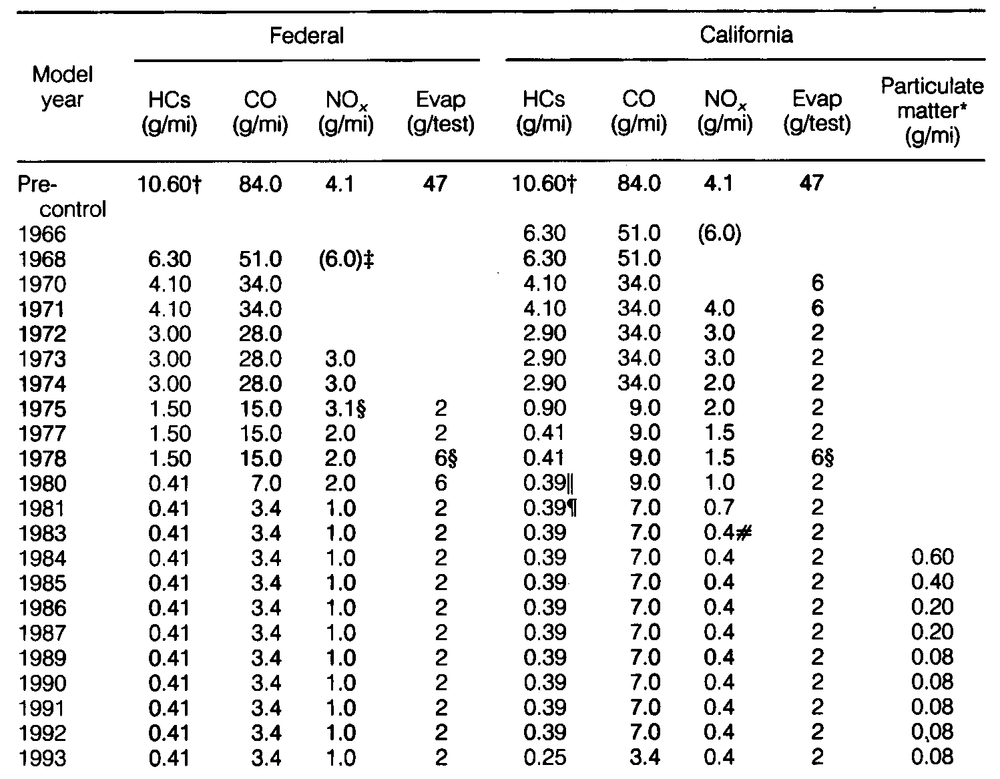 Federal California
Model year HCs (g/mi) CO (g/mi) NOx (g/mi) Evap (g/test) HCs (g/mi) CO (g/mi) NOx (g/mi) Evap (g/test) Particulate matter* (g/mi)
Pre-control 10.60† 84.0 4.1 47 10.60† 84.0 4.1 47
1966 6.30 51.0 (6.0)
1968 6.30 51.0 (6.0)‡ 6.30 51.0
1970 4.10 34.0 4.10 34.0 6
1971 4.10 34.0 4.10 34.0 4.0 6
1972 3.00 28.0 2.90 34.0 3.0 2
1973 3.00 28.0 3.0 2.90 34.0 3.0 2
1974 3.00 28.0 3.0 2.90 34.0 2.0 2
1975 1.50 15.0 3.1§ 2 0.90 9.0 2.0 2
1977 1.50 15.0 2.0 2 0.41 9.0 1.5 2
1978 1.50 15.0 2.0 6§ 0.41 9.0 1.5 6§
1980 0.41 7.0 2.0 6 0.39‖ 9.0 1.0 2
1981 0.41 3.4 1.0 2 0.39¶ 7.0 0.7 2
1983 0.41 3.4 1.0 2 0.39 7.0 0.4# 2
1984 0.41 3.4 1.0 2 0.39 7.0 0.4 2 0.60
1985 0.41 3.4 1.0 2 0.39 7.0 0.4 2 0.40
1986 0.41 3.4 1.0 2 0.39 7.0 0.4 2 0.20
1987 0.41 3.4 1.0 2 0.39 7.0 0.4 2 0.20
1989 0.41 3.4 1.0 2 0.39 7.0 0.4 2 0.08
1990 0.41 3.4 1.0 2 0.39 7.0 0.4 2 0.08
1991 0.41 3.4 1.0 2 0.39 7.0 0.4 2 0.08
1992 0.41 3.4 1.0 2 0.39 7.0 0.4 2 0.08
1993 0.41 3.4 1.0 2 0.25 3.4 0.4 2 0.08